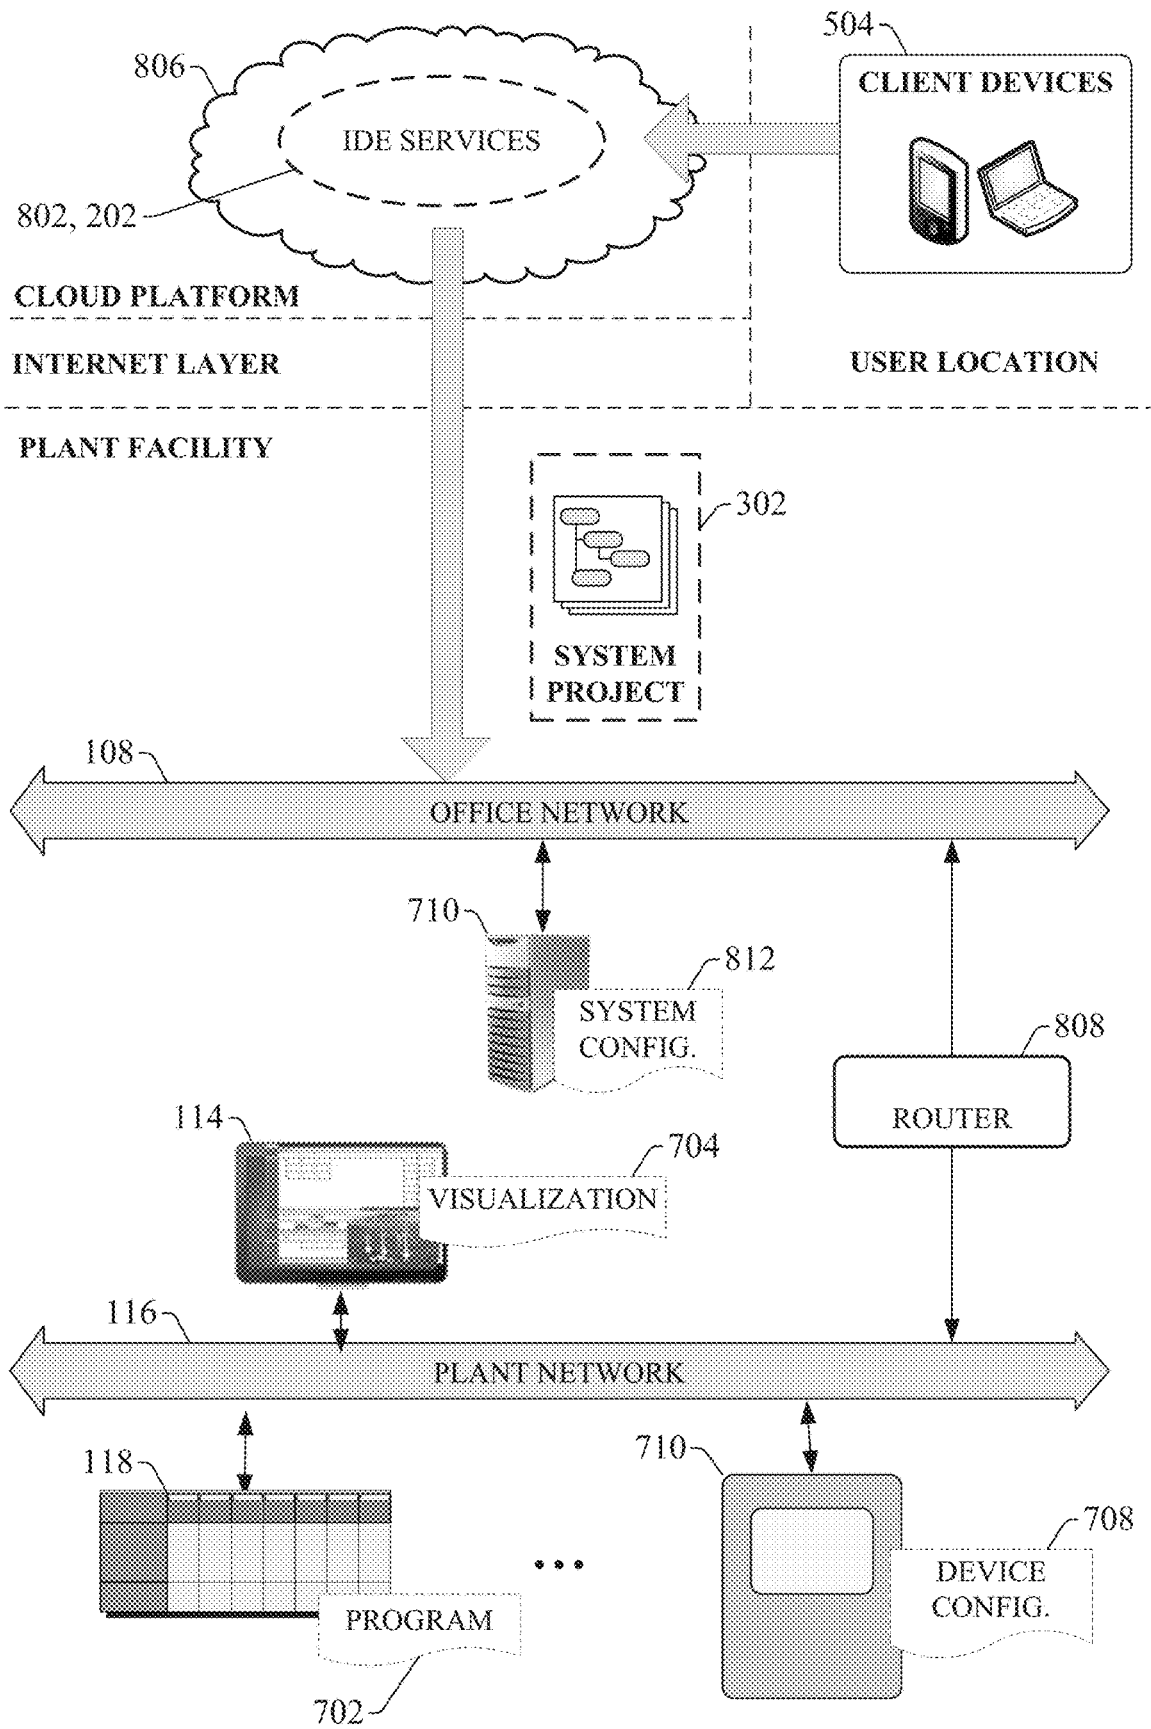 504
806
CLIENT DEVICES
IDE SERVICES
802, 202
CLOUD PLATFORM
INTERNET LAYER
USER LOCATION
PLANT FACILITY
302
SYSTEM
PROJECT
108
OFFICE NETWORK
710
812
SYSTEM
CONFIG.
808
ROUTER
114
704
VISUALIZATION
116
PLANT NETWORK
118
710
708
DEVICE
CONFIG.
PROGRAM
702